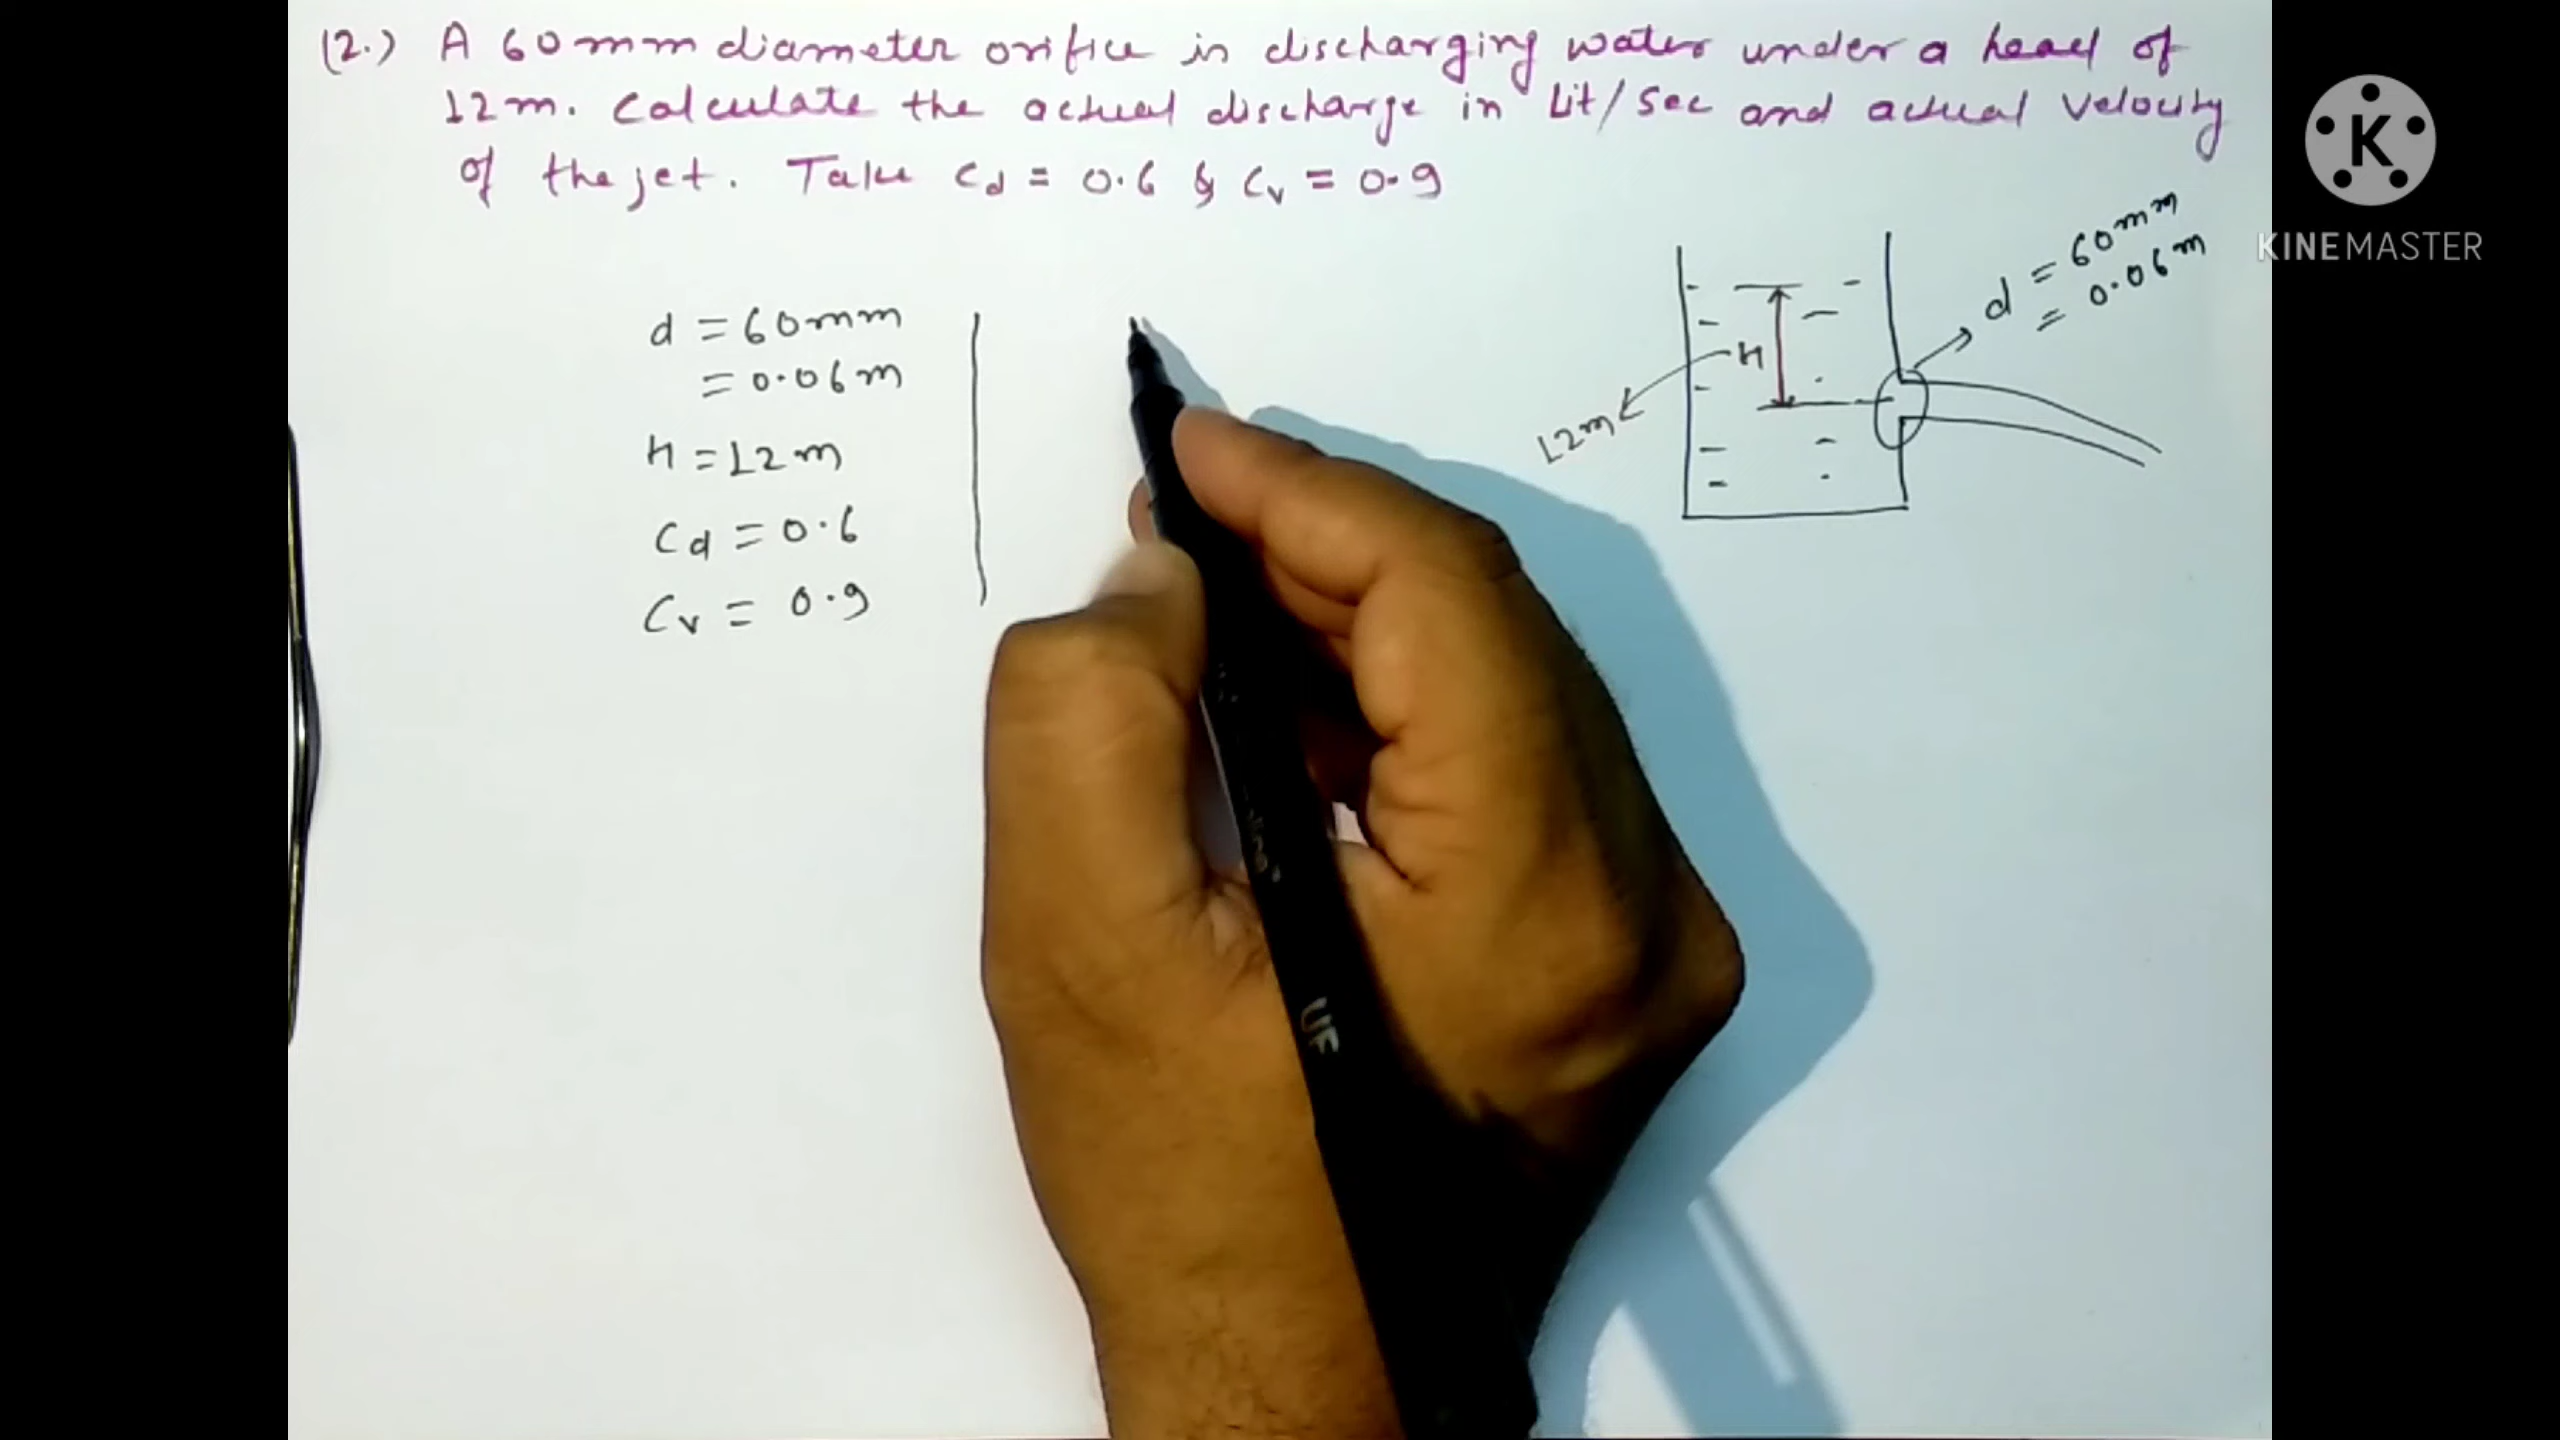 (2.) A 60mm diameter orifice in discharging water under a head of
12m. Calculate the actual discharge in Lit/Sec and actual Velocity
of the jet. Take Cd = 0.6 & Cv = 0.9
K
KINEMASTER
d = 60mm
= 0.06m
H = 12m
Cd = 0.6
Cv = 0.9
d = 60mm
= 0.06m
H
12m
UF